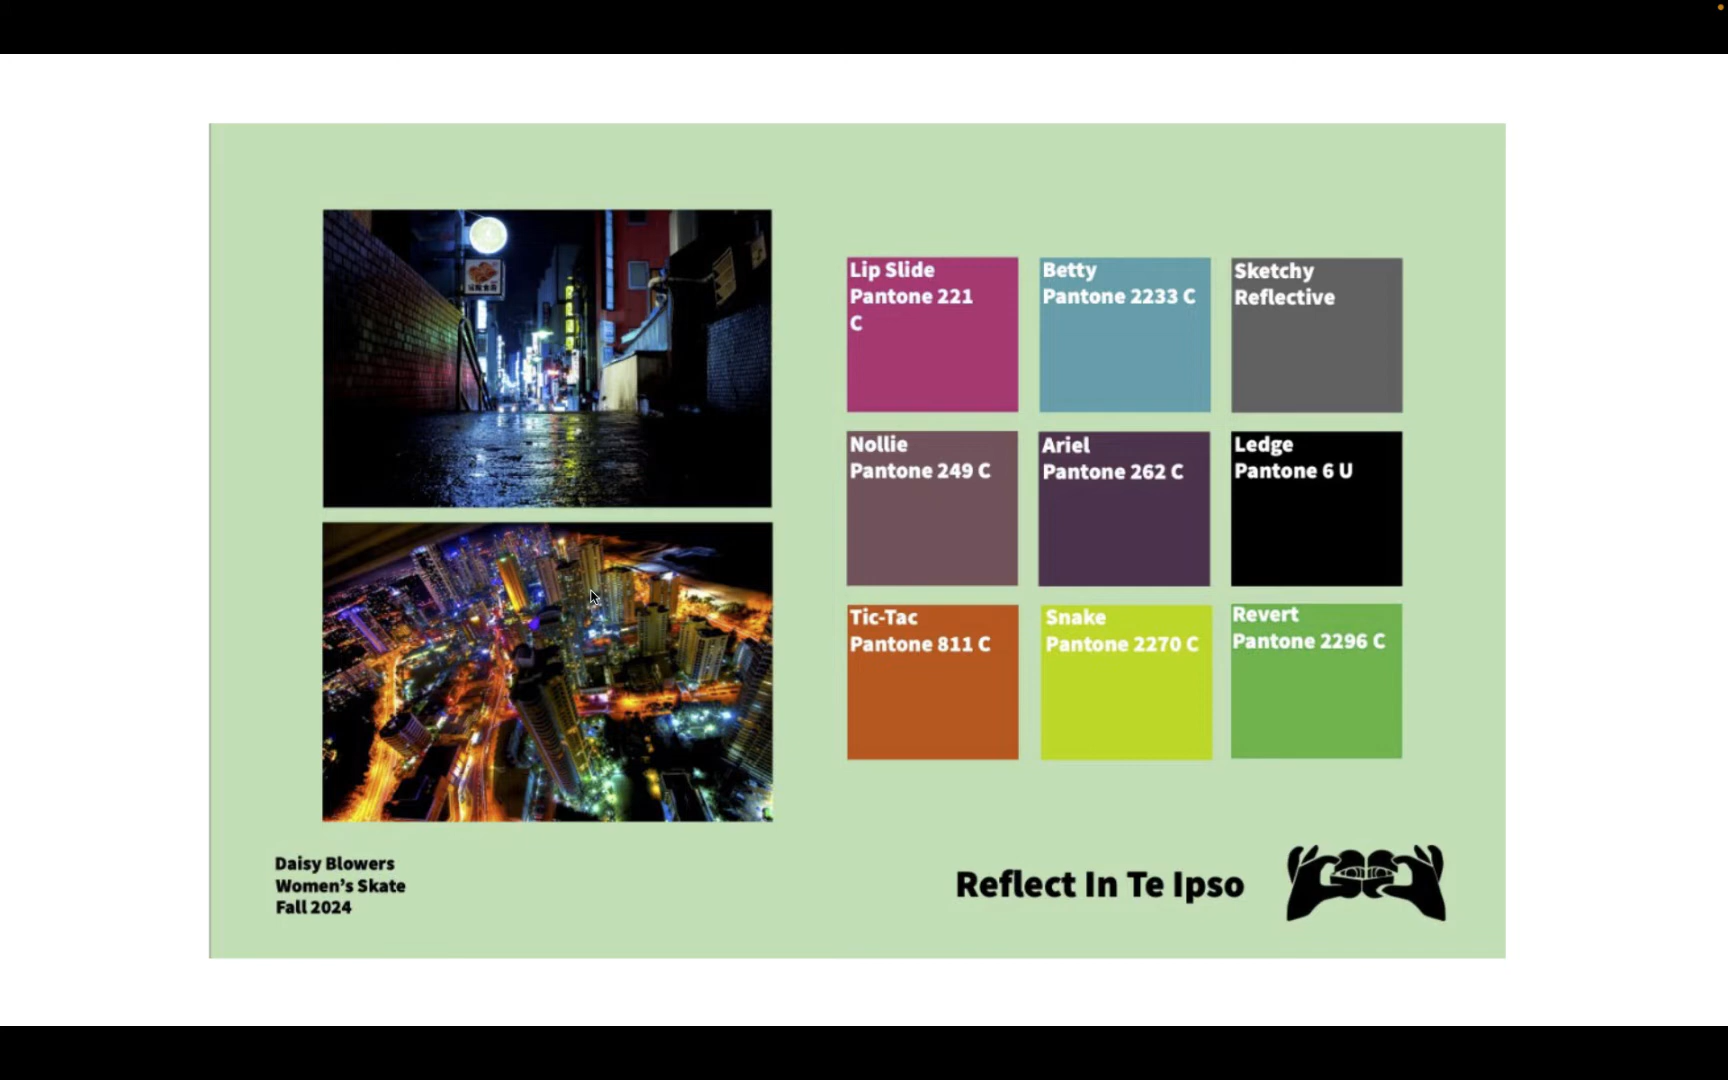 Lip Slide
Pantone 221
C
Betty
Pantone 2233 C
Sketchy
Reflective
Nollie
Pantone 249 C
Ariel
Pantone 262 C
Ledge
Pantone 6 U
Tic-Tac
Pantone 811 C
Snake
Pantone 2270 C
Revert
Pantone 2296 C
Daisy Blowers
Women's Skate
Fall 2024
Reflect In Te Ipso